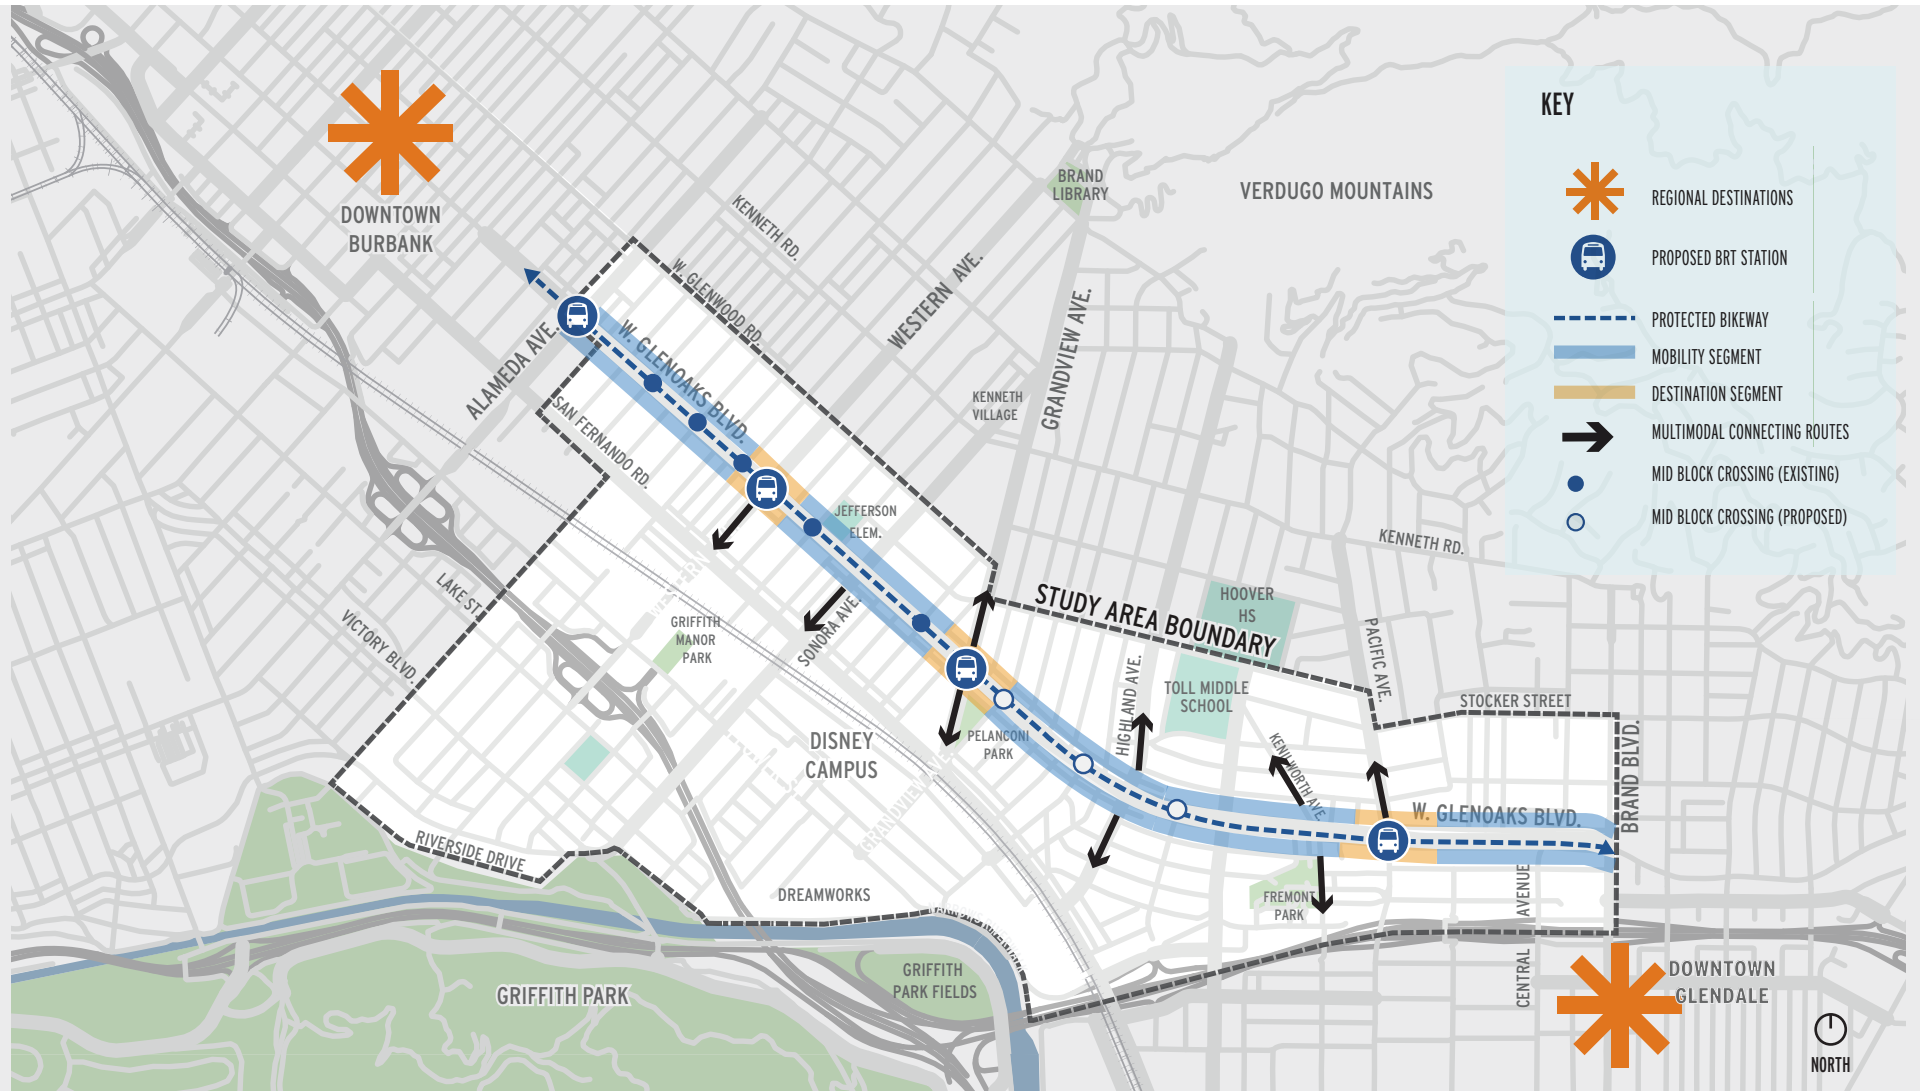 KEY
REGIONAL DESTINATIONS
PROPOSED BRT STATION
PROTECTED BIKEWAY
MOBILITY SEGMENT
DESTINATION SEGMENT
MULTIMODAL CONNECTING ROUTES
MID BLOCK CROSSING (EXISTING)
MID BLOCK CROSSING (PROPOSED)
DOWNTOWN
BURBANK
BRAND
LIBRARY
VERDUGO MOUNTAINS
KENNETH RD.
W. GLENWOOD RD.
WESTERN AVE.
GRANDVIEW AVE.
ALAMEDA AVE.
W. GLENOAKS BLVD.
SAN FERNANDO RD.
KENNETH
VILLAGE
JEFFERSON
ELEM.
KENNETH RD.
LAKE ST.
VICTORY BLVD.
WESTERN
GRIFFITH
MANOR
PARK
SONORA AVE.
STUDY AREA BOUNDARY
HOOVER
HS
PACIFIC AVE.
HIGHLAND AVE.
TOLL MIDDLE
SCHOOL
STOCKER STREET
BRAND BLVD.
DISNEY
CAMPUS
PELANCONI
PARK
GRANDVIEW AVE.
KENILWORTH AVE
W. GLENOAKS BLVD.
RIVERSIDE DRIVE
DREAMWORKS
FREMONT
PARK
CENTRAL AVENUE
GRIFFITH PARK
GRIFFITH
PARK FIELDS
DOWNTOWN
GLENDALE
NORTH